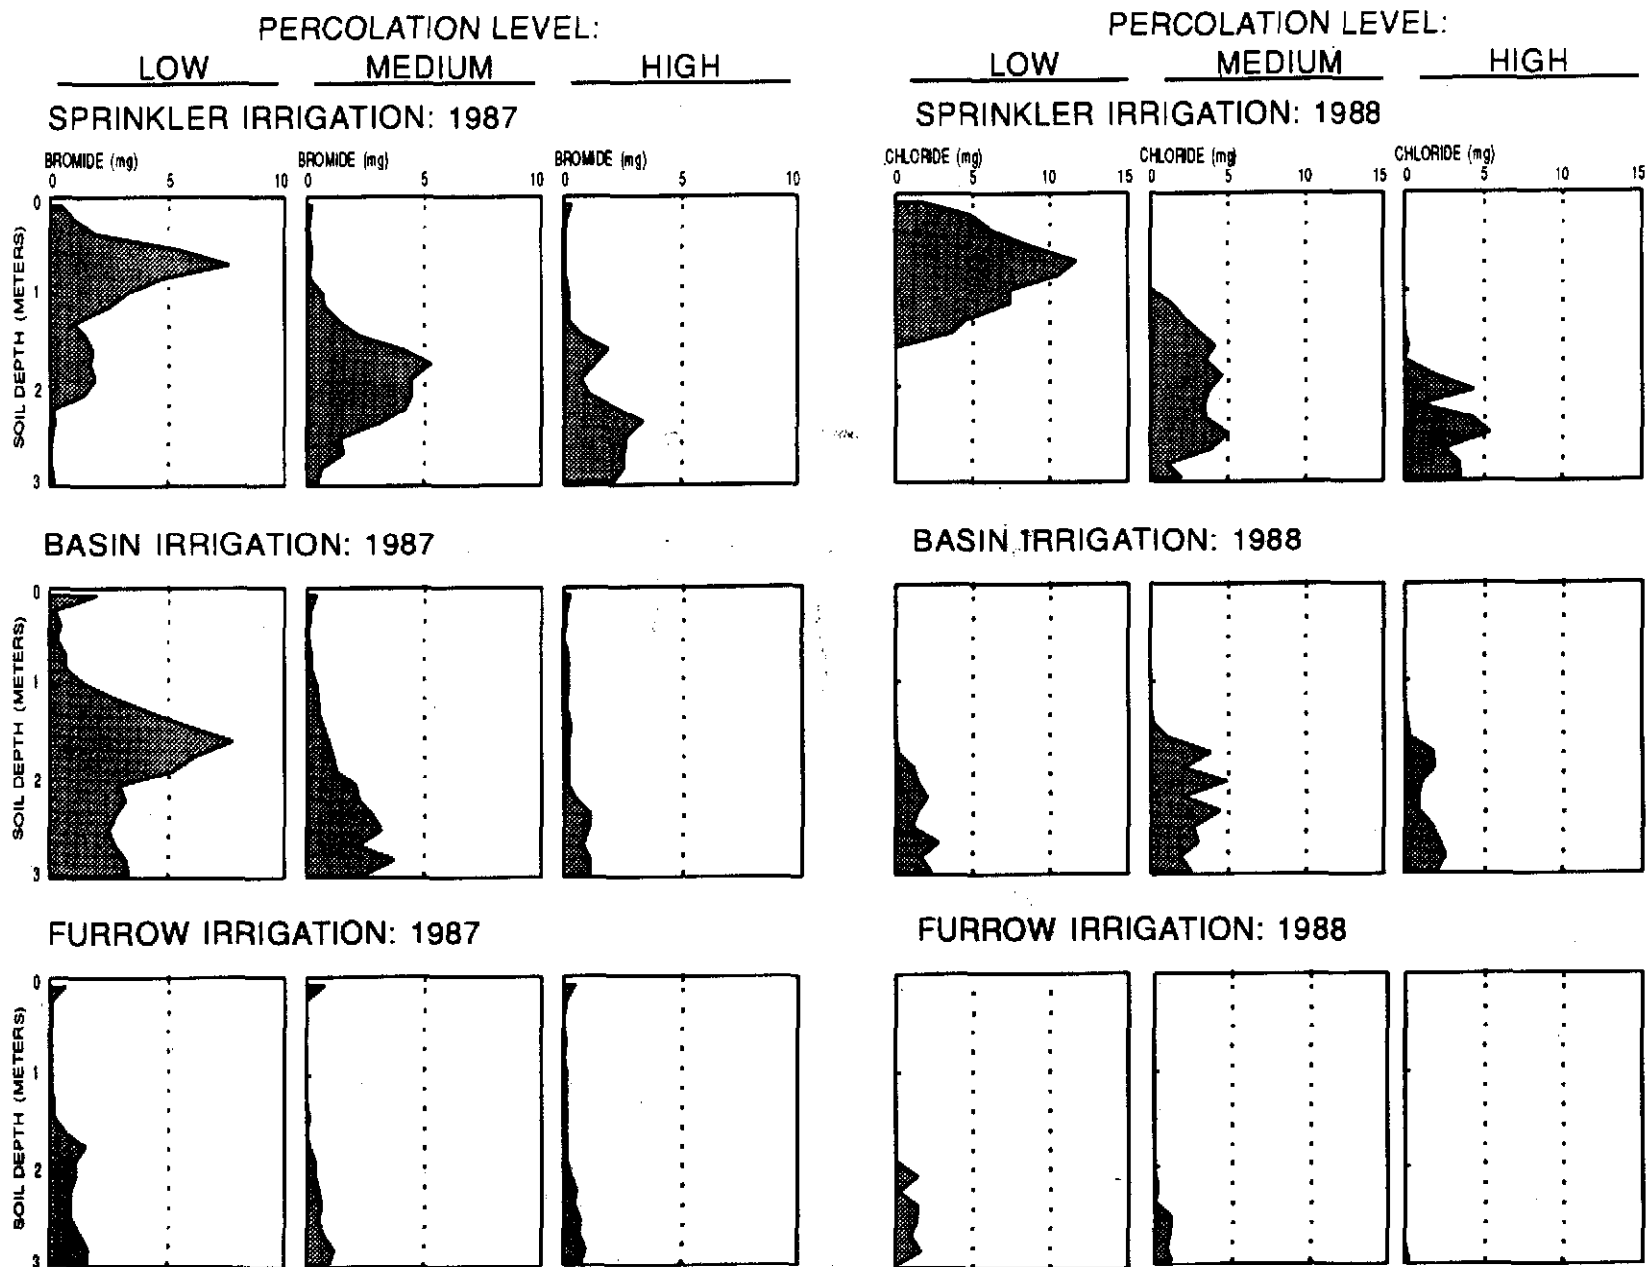 PERCOLATION LEVEL:
LOW MEDIUM HIGH
SPRINKLER IRRIGATION: 1987
BROMIDE (mg) BROMIDE (mg) BROMIDE (mg)
0 5 10 0 5 10 0 5 10
SOIL DEPTH (METERS)
0
1
2
3
BASIN IRRIGATION: 1987
SOIL DEPTH (METERS)
0
1
2
3
FURROW IRRIGATION: 1987
SOIL DEPTH (METERS)
0
1
2
3
PERCOLATION LEVEL:
LOW MEDIUM HIGH
SPRINKLER IRRIGATION: 1988
CHLORIDE (mg) CHLORIDE (mg) CHLORIDE (mg)
0 5 10 15 0 5 10 15 0 5 10 15
BASIN IRRIGATION: 1988
FURROW IRRIGATION: 1988